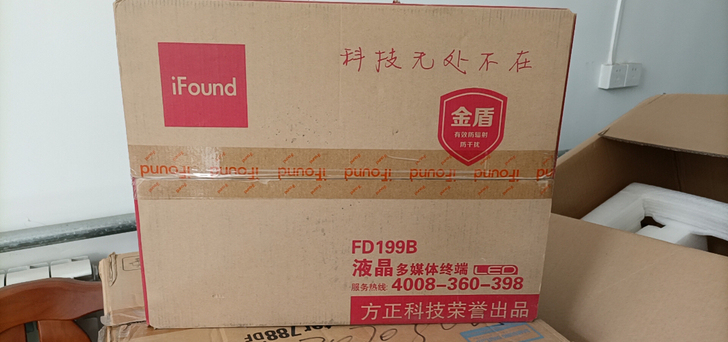 iFound
科技无处不在
金盾
有效防辐射
防干扰
iFound iFound iFound iFound iFound iFound
FD199B
液晶多媒体终端 LED
服务热线: 4008-360-398
方正科技荣誉出品
788DF